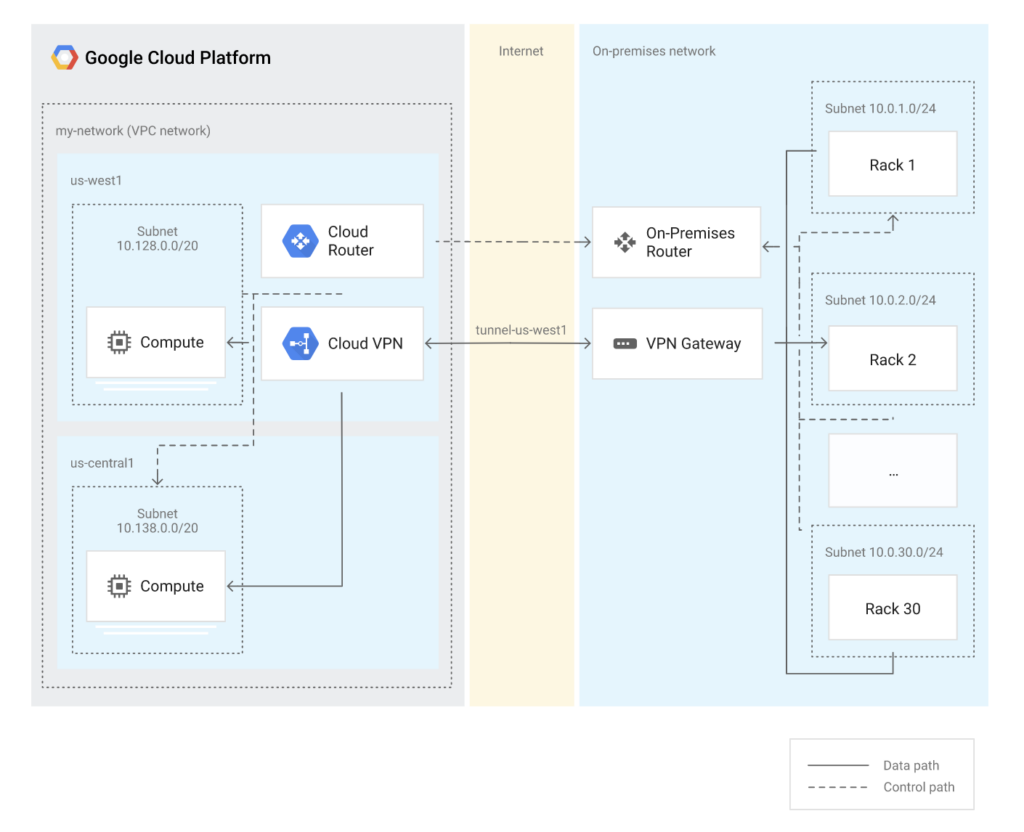 Google Cloud Platform
my-network (VPC network)
us-west1
Subnet
10.128.0.0/20
Compute
Cloud
Router
Cloud VPN
us-central1
Subnet
10.138.0.0/20
Compute
Internet
tunnel-us-west1
On-premises network
On-Premises
Router
VPN Gateway
Subnet 10.0.1.0/24
Rack 1
Subnet 10.0.2.0/24
Rack 2
...
Subnet 10.0.30.0/24
Rack 30
Data path
Control path